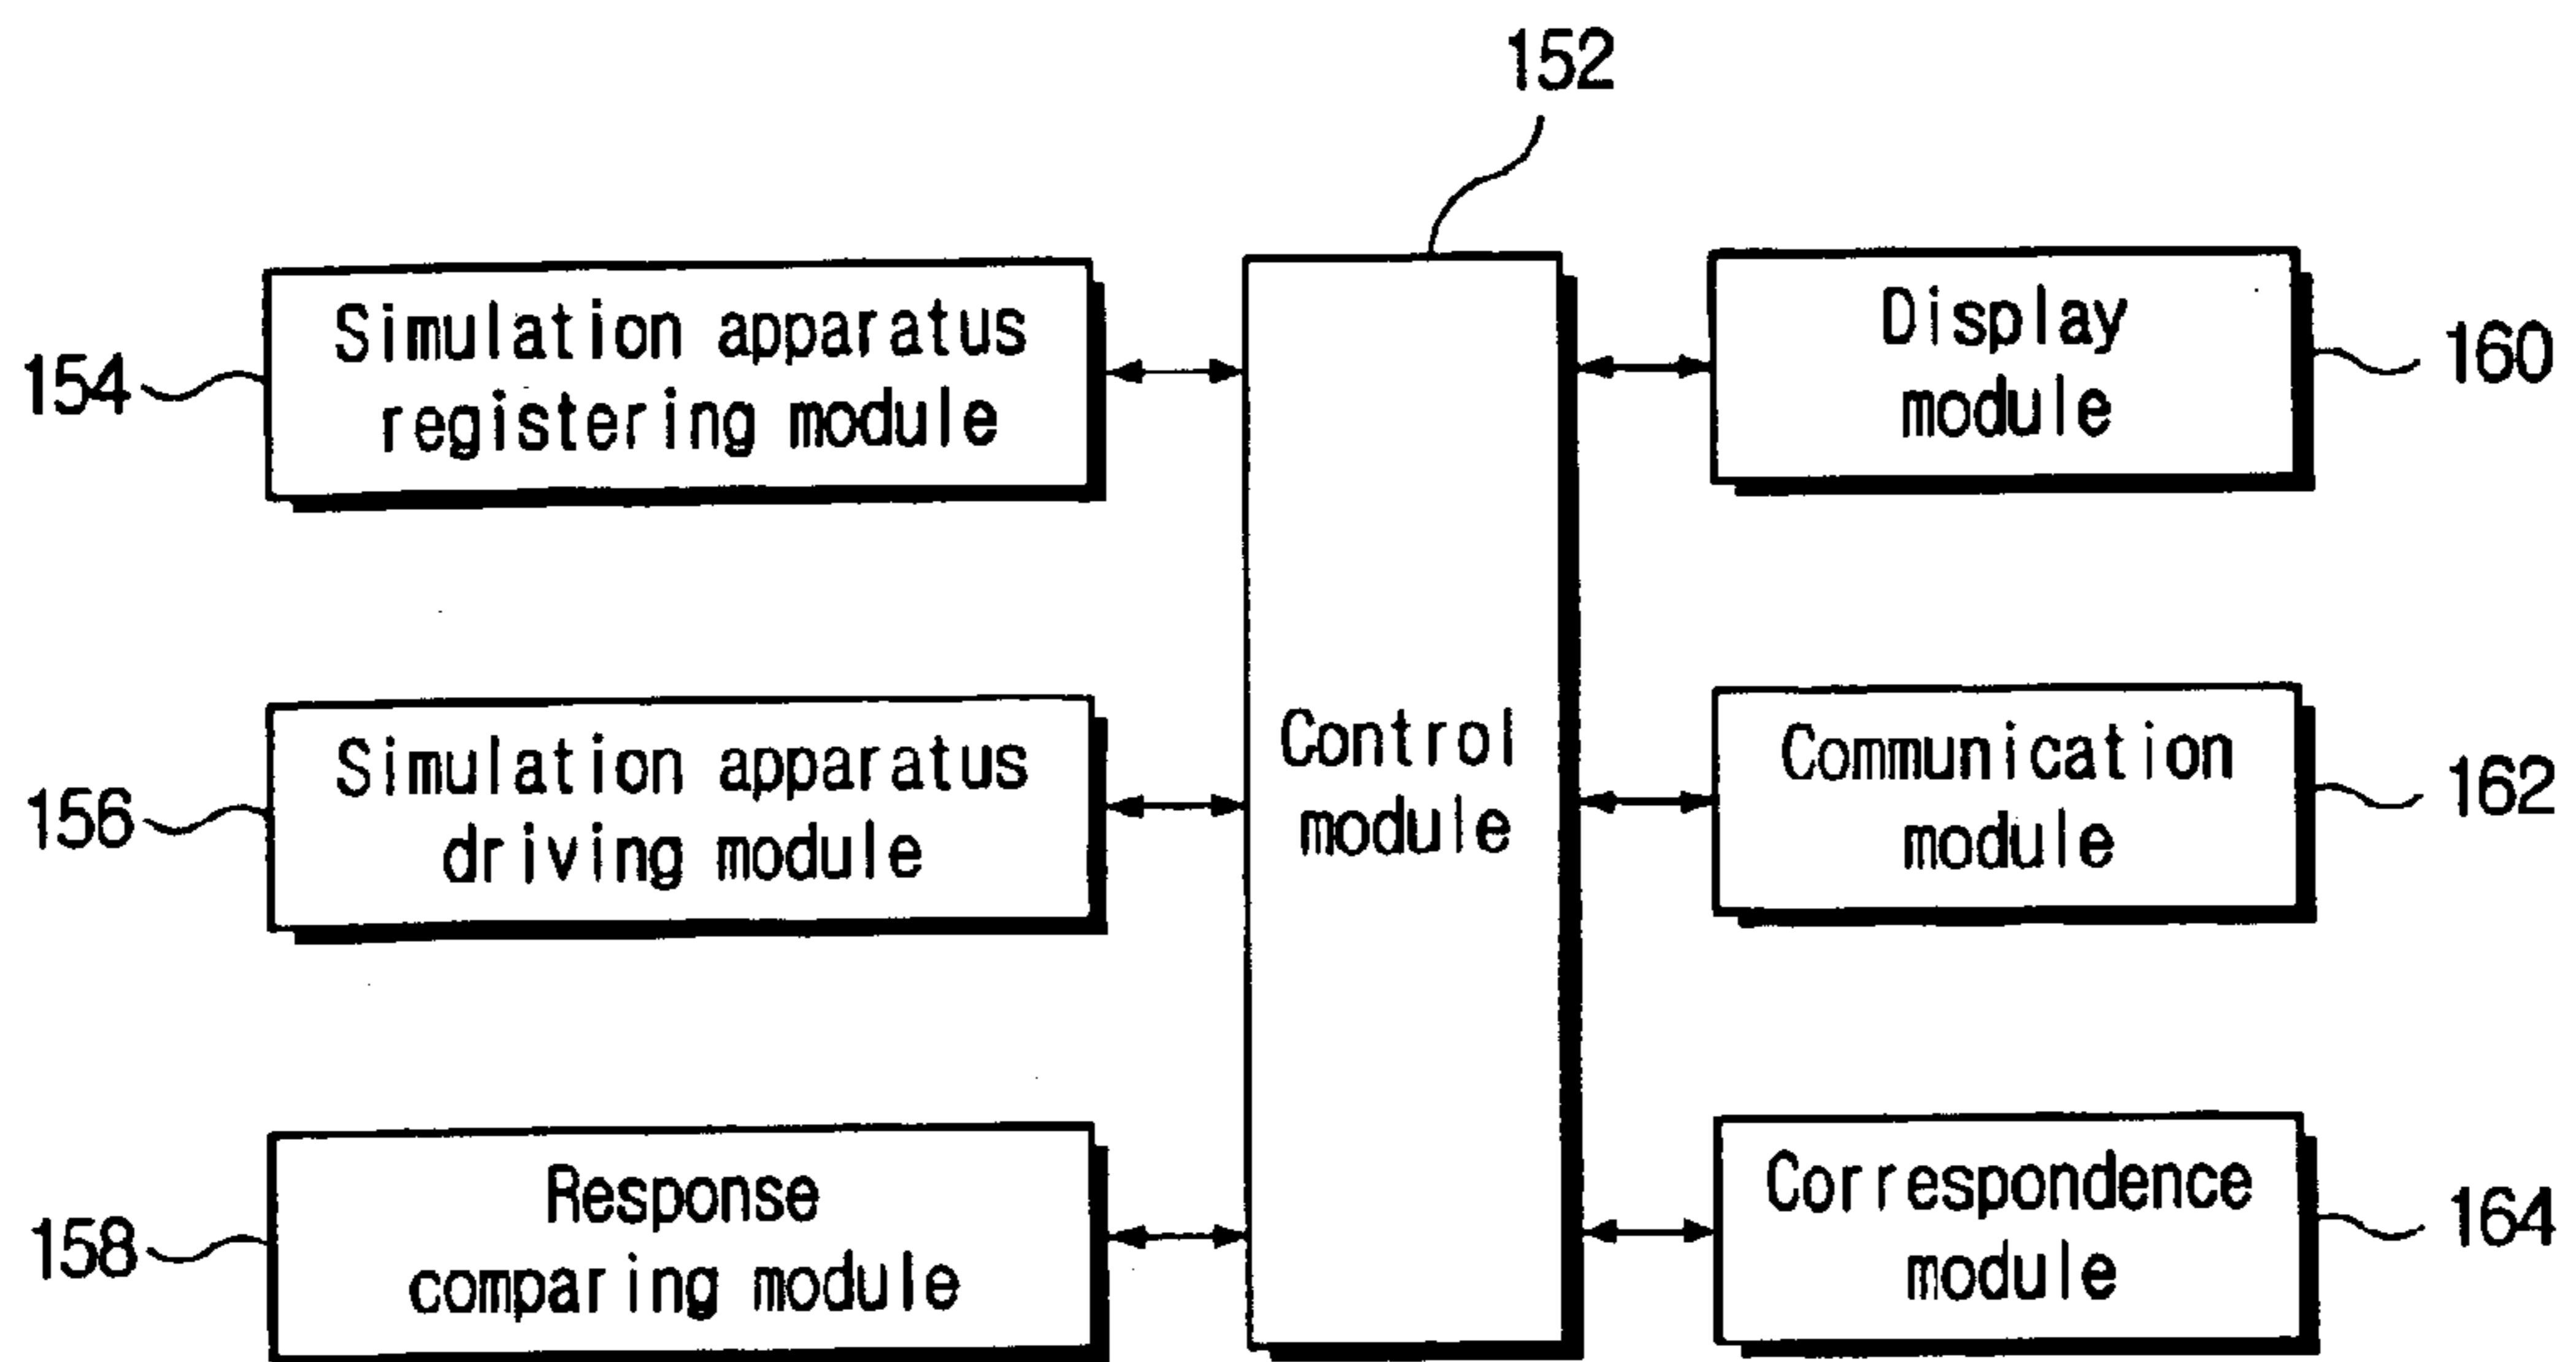 152
154
Simulation apparatus
registering module
156
Simulation apparatus
driving module
158
Response
comparing module
Control
module
Display
module
160
Communication
module
162
Correspondence
module
164